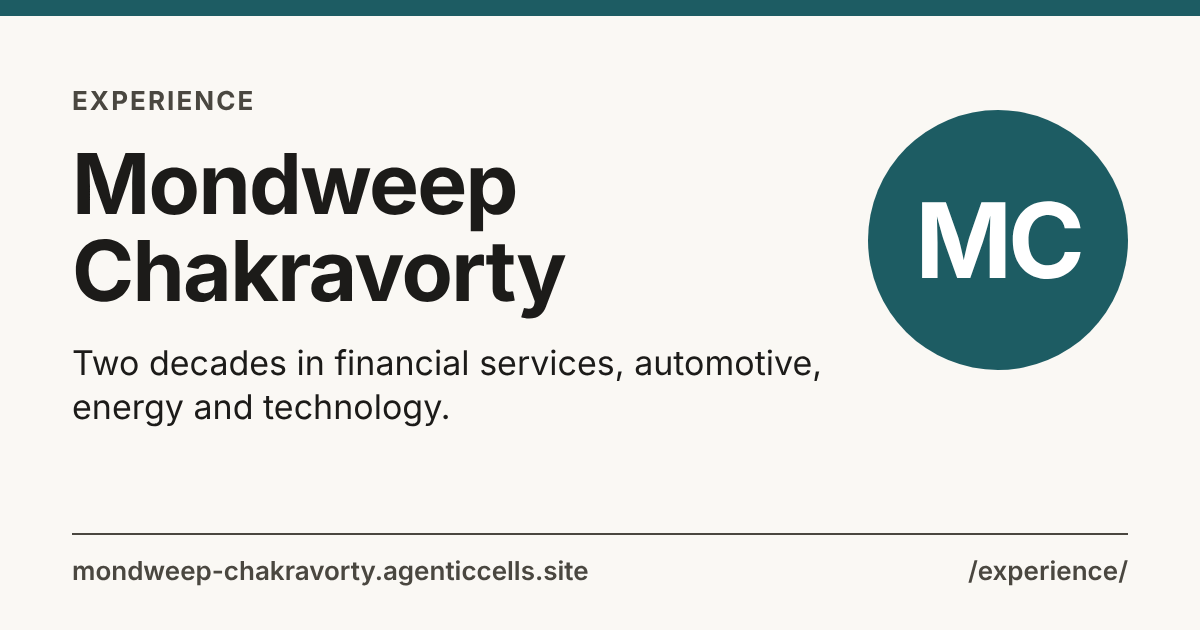 EXPERIENCE
Mondweep
Chakravorty
MC
Two decades in financial services, automotive,
energy and technology.
mondweep-chakravorty.agenticcells.site
/experience/